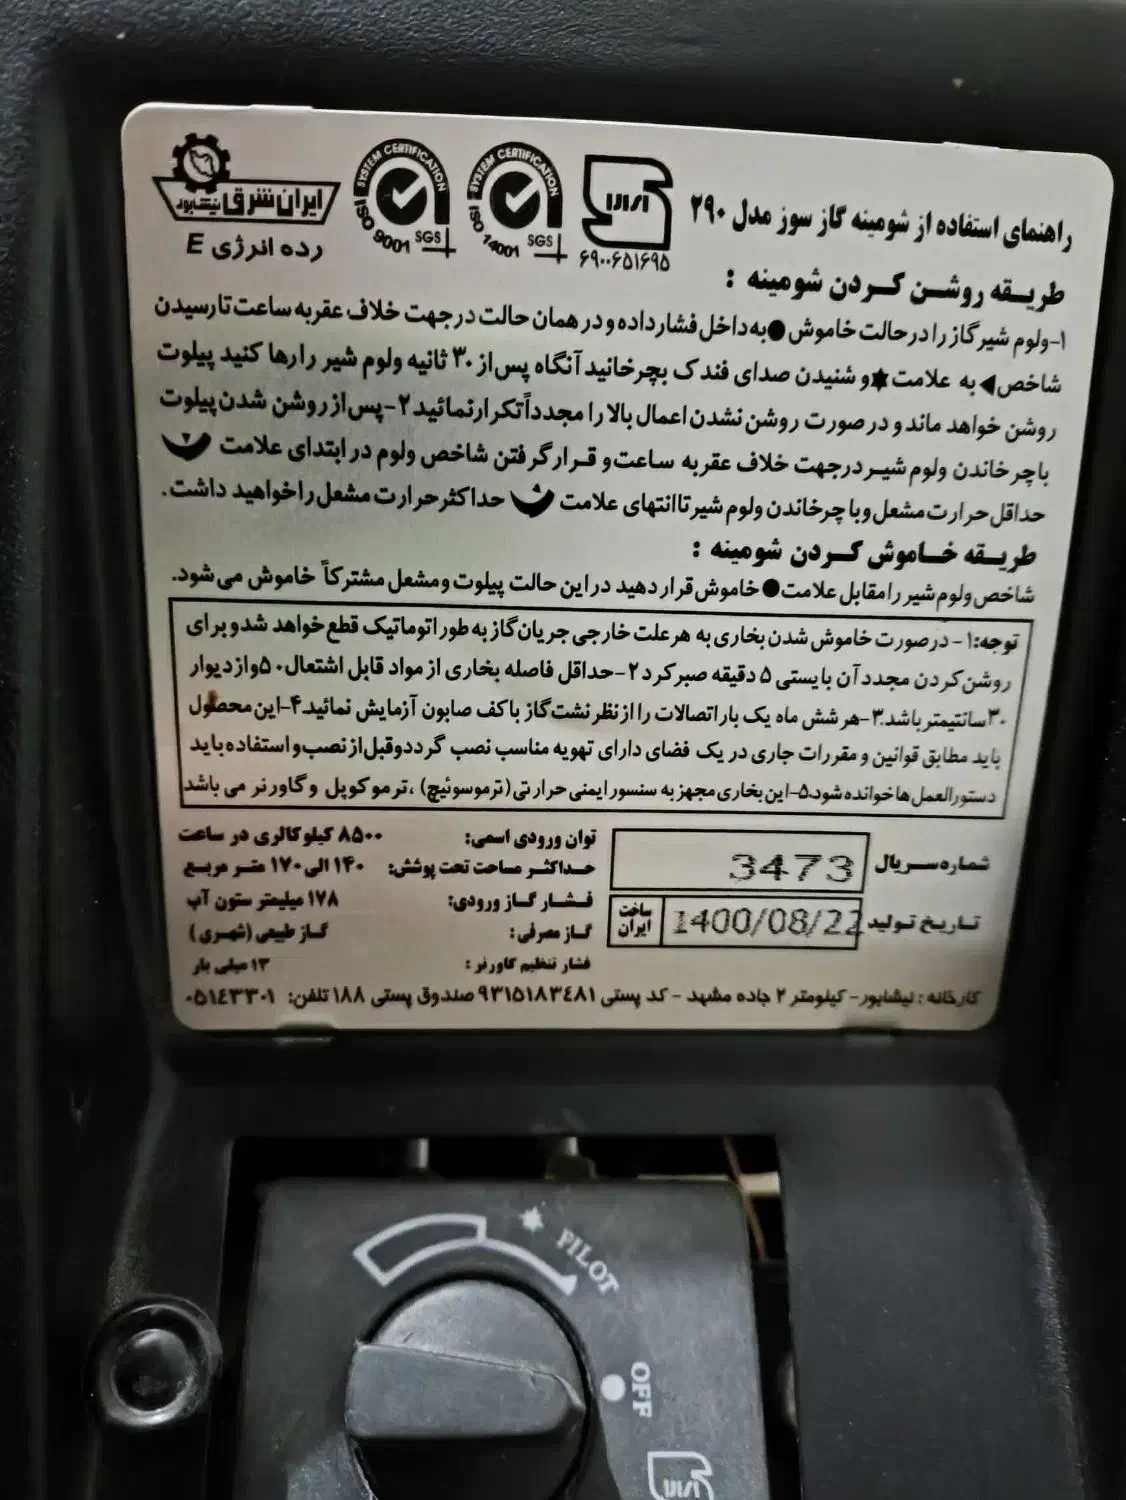 راهنمای استفاده از شومینه گاز سوز مدل ۲۹۰
۶۹۰۰۶۵۱۶۹۵
SYSTEM CERTIFICATION
ISO 14001 SGS
SYSTEM CERTIFICATION
ISO 9001 SGS
ایران شرق نیشابور
رده انرژی E
طریقه روشن کردن شومینه :
۱-ولوم شیر گاز را در حالت خاموش ● به داخل فشار داده و در همان حالت در جهت خلاف عقربه ساعت تا رسیدن
شاخص ◀ به علامت ✶ و شنیدن صدای فندک بچرخانید آنگاه پس از ۳۰ ثانیه ولوم شیر را رها کنید پیلوت
روشن خواهد ماند و در صورت روشن نشدن اعمال بالا را مجدداً تکرار نمائید ۲-پس از روشن شدن پیلوت
با چرخاندن ولوم شیر در جهت خلاف عقربه ساعت و قرار گرفتن شاخص ولوم در ابتدای علامت
حداقل حرارت مشعل و با چرخاندن ولوم شیر تا انتهای علامت حداکثر حرارت مشعل را خواهید داشت.
طریقه خاموش کردن شومینه :
شاخص ولوم شیر را مقابل علامت ● خاموش قرار دهید در این حالت پیلوت و مشعل مشترکاً خاموش می شود.
توجه: ۱- در صورت خاموش شدن بخاری به هر علت خارجی جریان گاز به طور اتوماتیک قطع خواهد شد و برای
روشن کردن مجدد آن بایستی ۵ دقیقه صبر کرد ۲-حداقل فاصله بخاری از مواد قابل اشتعال ۵۰ و از دیوار
۳۰ سانتیمتر باشد ۳-هر شش ماه یک بار اتصالات را از نظر نشت گاز با کف صابون آزمایش نمائید ۴-این محصول
باید مطابق قوانین و مقررات جاری در یک فضای دارای تهویه مناسب نصب گردد و قبل از نصب و استفاده باید
دستورالعمل ها خوانده شود ۵-این بخاری مجهز به سنسور ایمنی حرارتی (ترموسوئیچ) ، ترموکوپل و گاورنر می باشد
شماره سریال 3473
تاریخ تولید 1400/08/22 ساخت ایران
توان ورودی اسمی: ۸۵۰۰ کیلو کالری در ساعت
حداکثر مساحت تحت پوشش: ۱۴۰ الی ۱۷۰ متر مربع
فشار گاز ورودی: ۱۷۸ میلیمتر ستون آب
گاز مصرفی: گاز طبیعی (شهری)
فشار تنظیم گاورنر: ۱۳ میلی بار
کارخانه : نیشابور- کیلومتر ۲ جاده مشهد - کد پستی ۹۳۱۵۱۸۳۴۸۱ صندوق پستی ۱۸۸ تلفن: ۰۵۱۴۳۳۰۱
PILOT
OFF